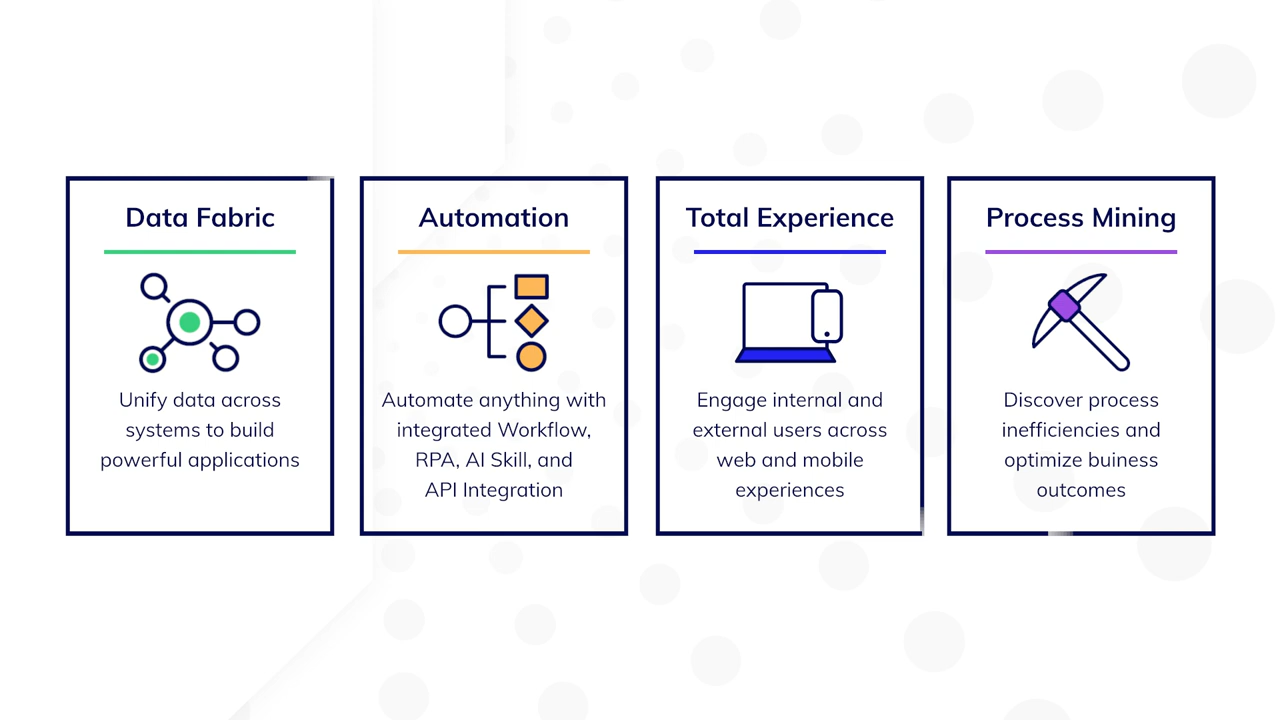 Data Fabric
Unify data across
systems to build
powerful applications
Automation
Automate anything with
integrated Workflow,
RPA, AI Skill, and
API Integration
Total Experience
Engage internal and
external users across
web and mobile
experiences
Process Mining
Discover process
inefficiencies and
optimize buiness
outcomes